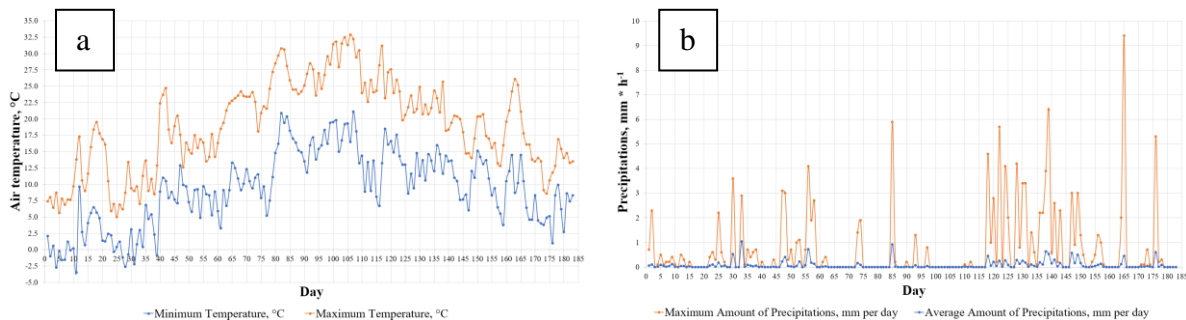 a
35.0
32.5
30.0
27.5
25.0
22.5
20.0
17.5
15.0
12.5
10.0
7.5
5.0
2.5
0.0
-2.5
-5.0
Air temperature, °C
5 10 15 20 25 30 35 40 45 50 55 60 65 70 75 80 85 90 95 100 105 110 115 120 125 130 135 140 145 150 155 160 165 170 175 180 185
Day
Minimum Temperature, °C Maximum Temperature, °C
b
10
9
8
7
6
5
4
3
2
1
0
Precipitations, mm * h⁻¹
0 5 10 15 20 25 30 35 40 45 50 55 60 65 70 75 80 85 90 95 100 105 110 115 120 125 130 135 140 145 150 155 160 165 170 175 180 185
Day
Maximum Amount of Precipitations, mm per day Average Amount of Precipitations, mm per day